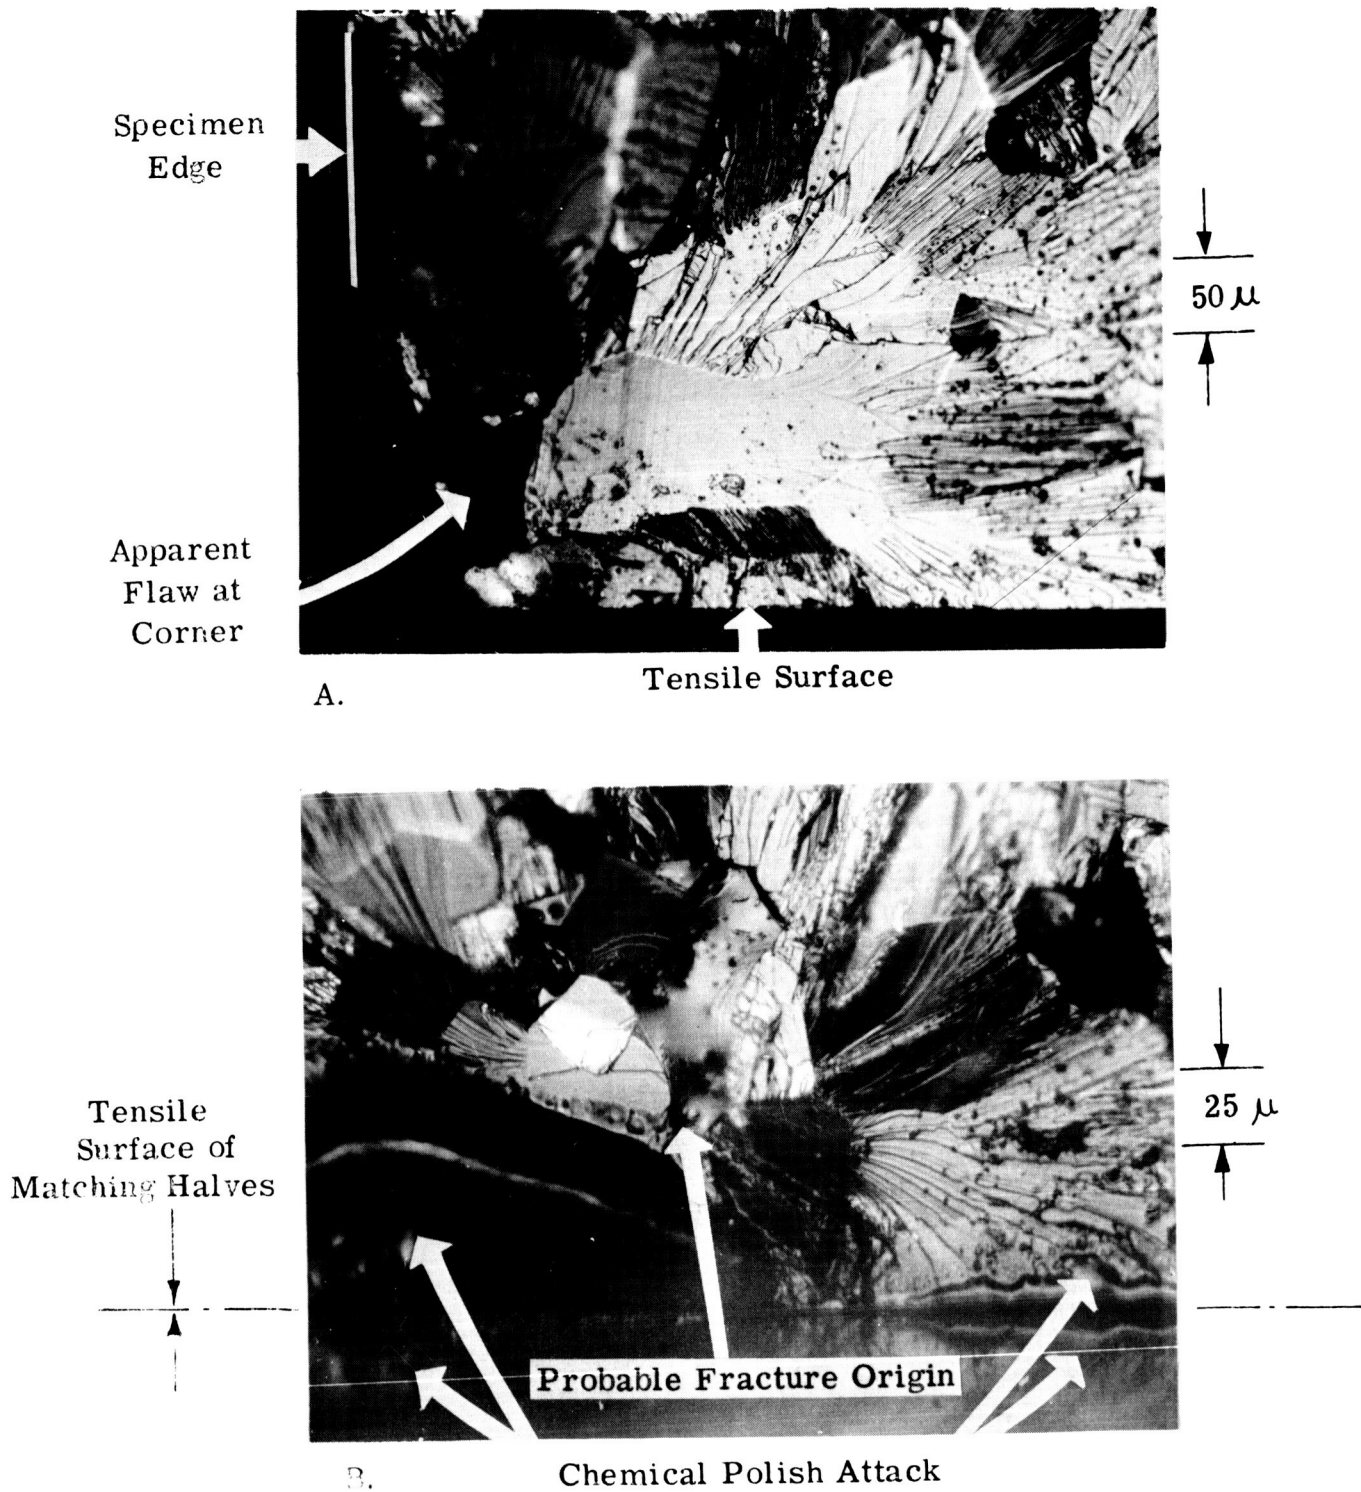 Specimen
Edge
50 μ
Apparent
Flaw at
Corner
Tensile Surface
A.
Tensile
Surface of
Matching Halves
25 μ
Probable Fracture Origin
B.
Chemical Polish Attack